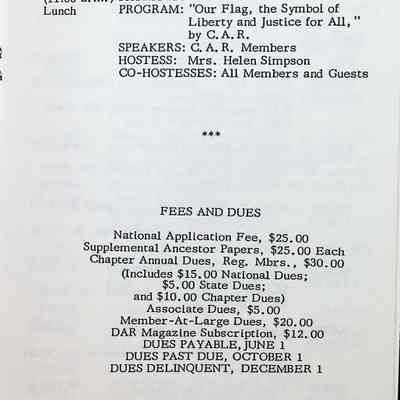 Lunch PROGRAM: "Our Flag, the Symbol of
Liberty and Justice for All,"
by C.A.R.
SPEAKERS: C.A.R. Members
HOSTESS: Mrs. Helen Simpson
CO-HOSTESSES: All Members and Guests
***
FEES AND DUES
National Application Fee, $25.00
Supplemental Ancestor Papers, $25.00 Each
Chapter Annual Dues, Reg. Mbrs., $30.00
(Includes $15.00 National Dues;
$5.00 State Dues;
and $10.00 Chapter Dues)
Associate Dues, $5.00
Member-At-Large Dues, $20.00
DAR Magazine Subscription, $12.00
DUES PAYABLE, JUNE 1
DUES PAST DUE, OCTOBER 1
DUES DELINQUENT, DECEMBER 1